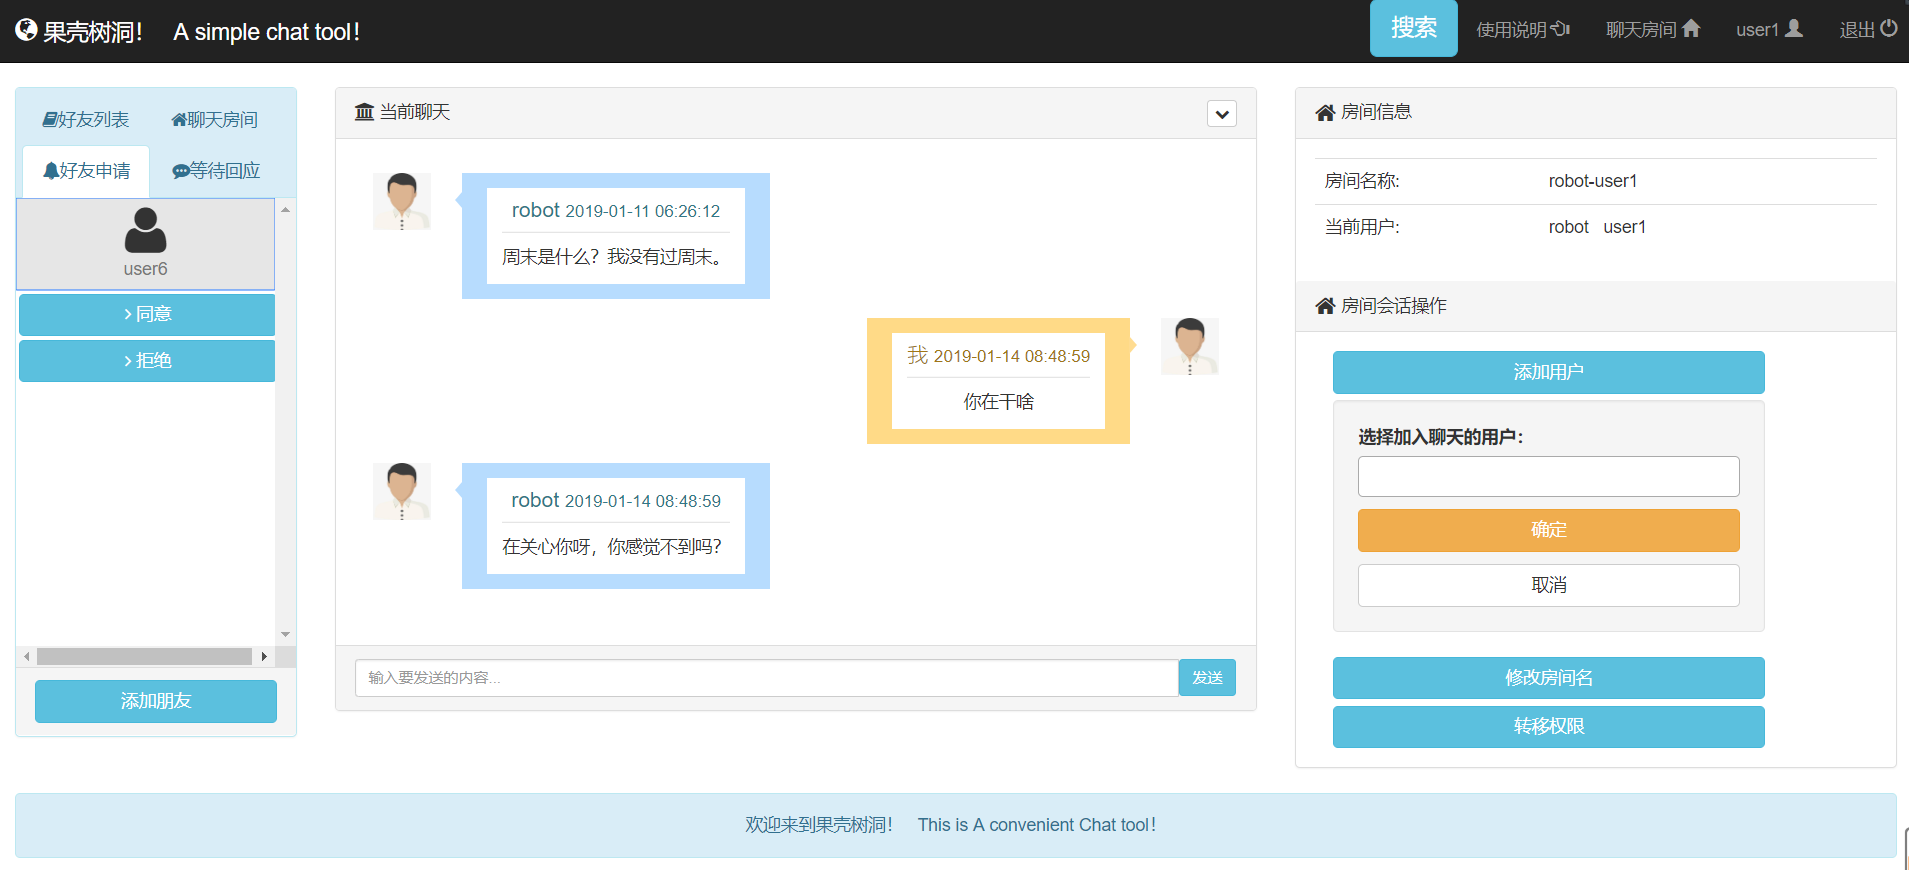 果壳树洞！ A simple chat tool！
搜索 使用说明 聊天房间 user1 退出
好友列表 聊天房间
好友申请 等待回应
user6
同意
拒绝
添加朋友
当前聊天
robot 2019-01-11 06:26:12
周末是什么？我没有过周末。
我 2019-01-14 08:48:59
你在干啥
robot 2019-01-14 08:48:59
在关心你呀，你感觉不到吗？
输入要发送的内容... 发送
房间信息
房间名称: robot-user1
当前用户: robot user1
房间会话操作
添加用户
选择加入聊天的用户：
确定
取消
修改房间名
转移权限
欢迎来到果壳树洞！ This is A convenient Chat tool！